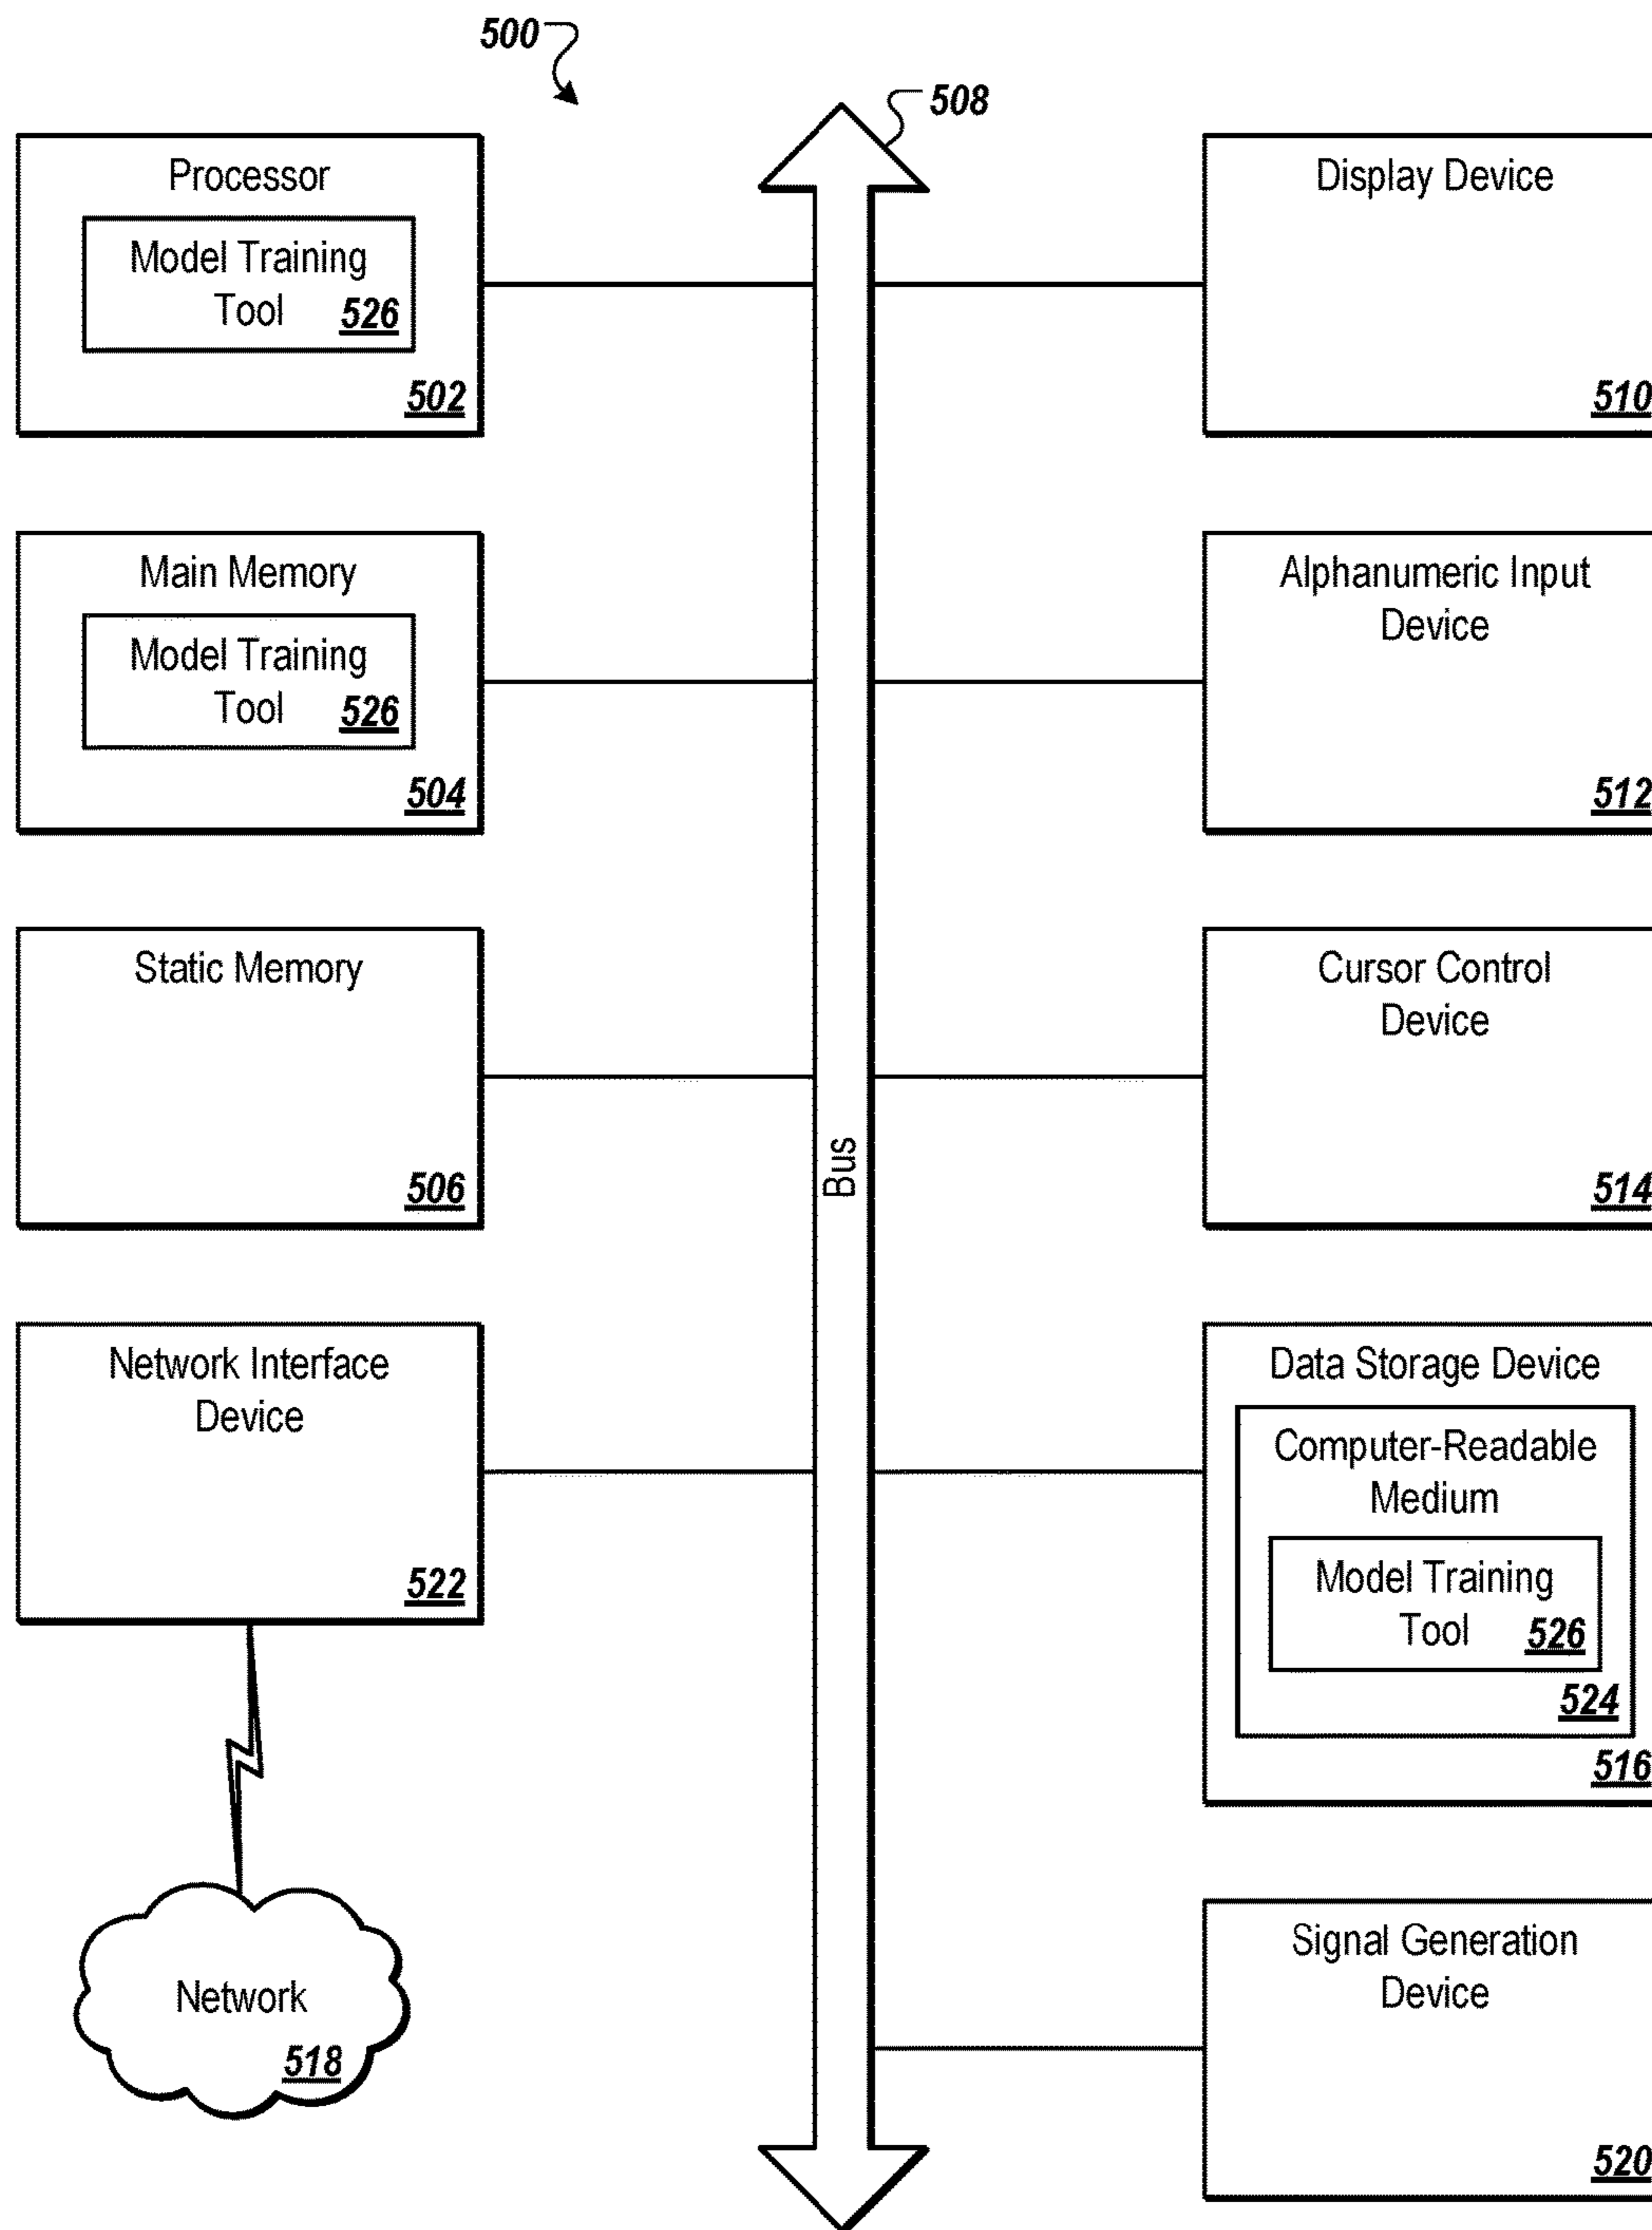 500
508
Processor
Model Training
Tool 526
502
Display Device
510
Main Memory
Model Training
Tool 526
504
Alphanumeric Input
Device
512
Static Memory
506
Cursor Control
Device
514
Bus
Network Interface
Device
522
Data Storage Device
Computer-Readable
Medium
Model Training
Tool 526
524
516
Network
518
Signal Generation
Device
520